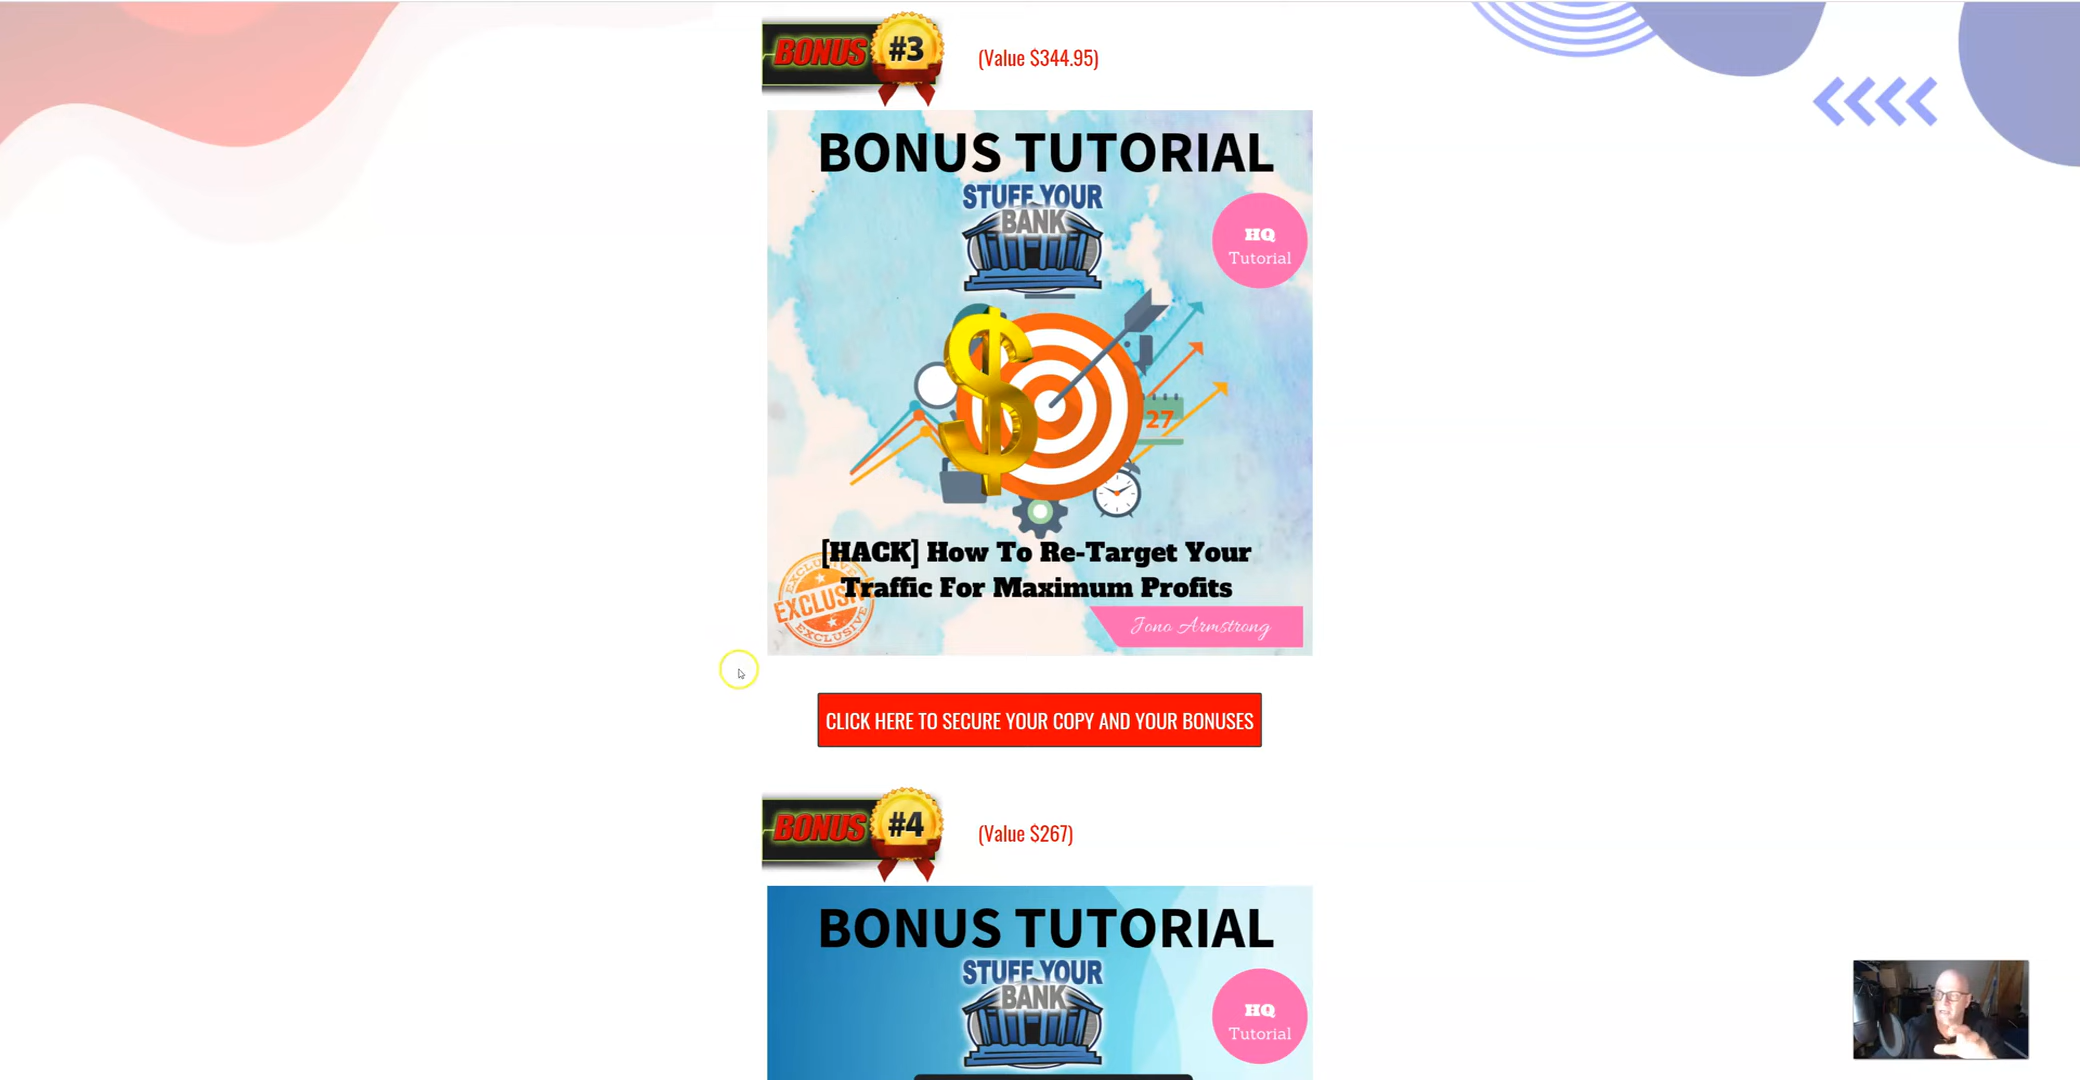 BONUS #3
(Value $344.95)
BONUS TUTORIAL
STUFF YOUR
BANK
HQ
Tutorial
27
[HACK] How To Re-Target Your
Traffic For Maximum Profits
EXCLUSIVE
EXCLUSIV
EXCLUSIVE
Jono Armstrong
CLICK HERE TO SECURE YOUR COPY AND YOUR BONUSES
BONUS #4
(Value $267)
BONUS TUTORIAL
STUFF YOUR
BANK
HQ
Tutorial